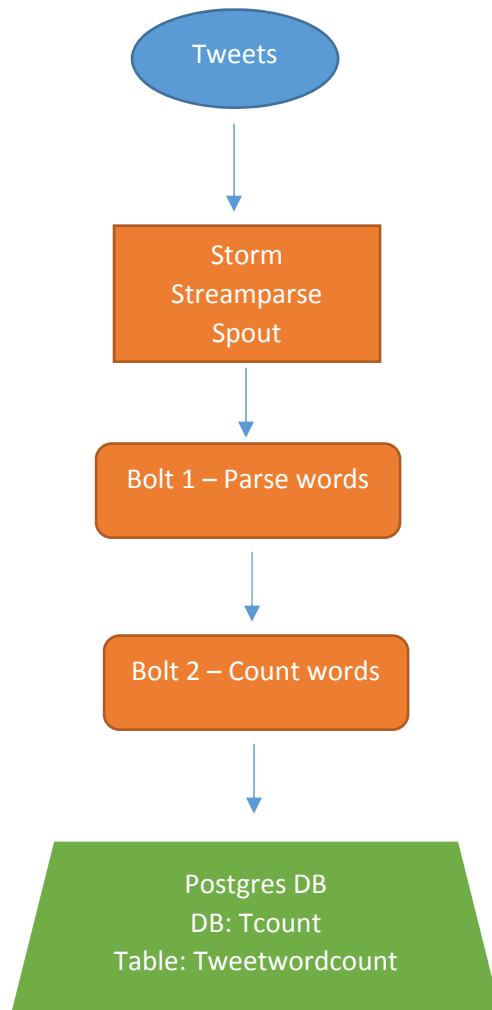 Tweets
Storm
Streamparse
Spout
Bolt 1 – Parse words
Bolt 2 – Count words
Postgres DB
DB: Tcount
Table: Tweetwordcount